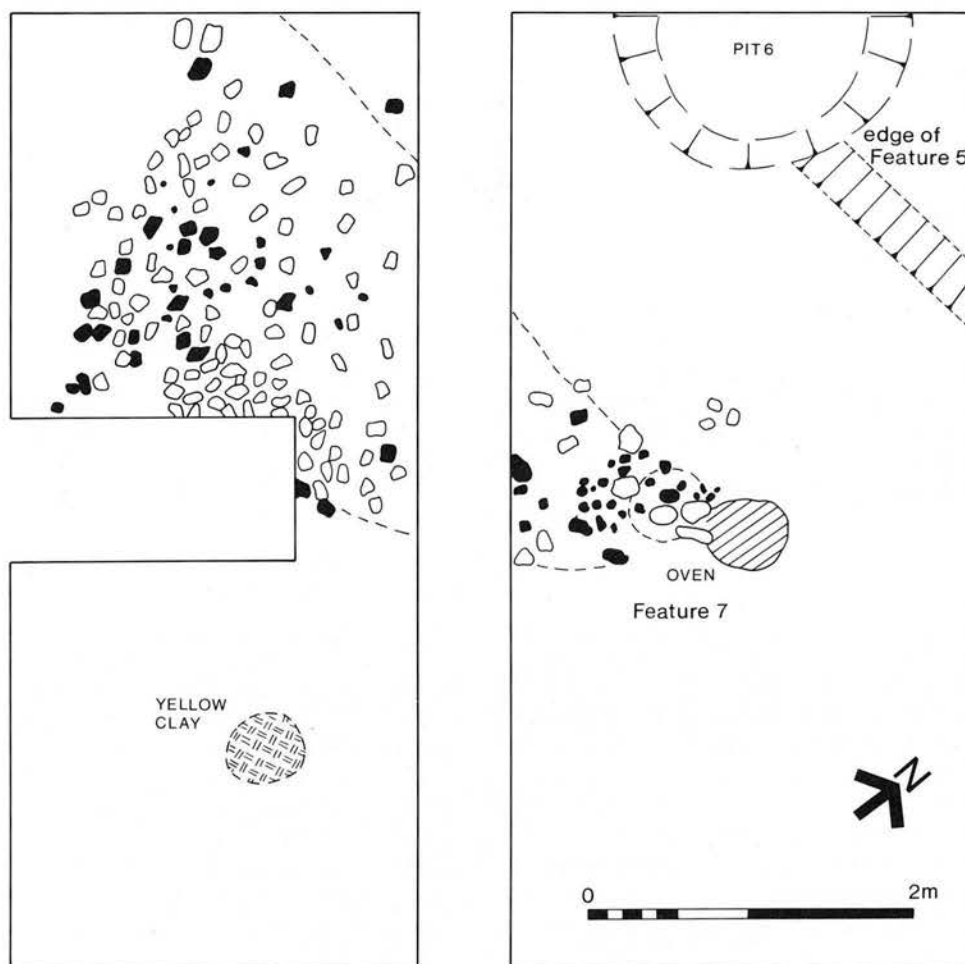 PIT 6
edge of
Feature 5
OVEN
Feature 7
YELLOW
CLAY
N
0 2m